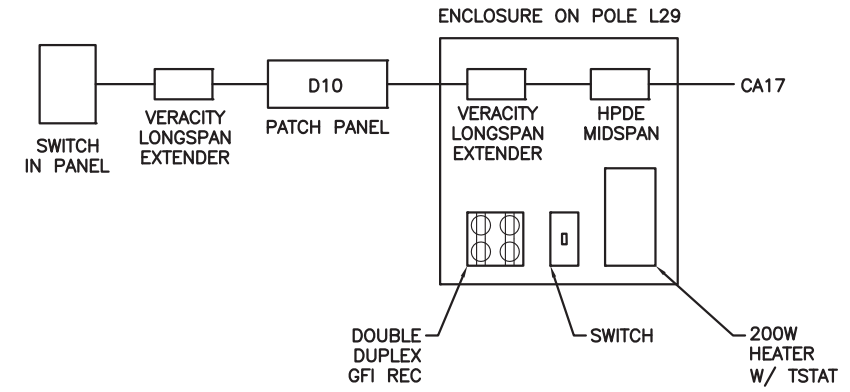 ENCLOSURE ON POLE L29
SWITCH
IN PANEL
VERACITY
LONGSPAN
EXTENDER
D10
PATCH PANEL
VERACITY
LONGSPAN
EXTENDER
HPDE
MIDSPAN
CA17
DOUBLE
DUPLEX
GFI REC
SWITCH
200W
HEATER
W/ TSTAT